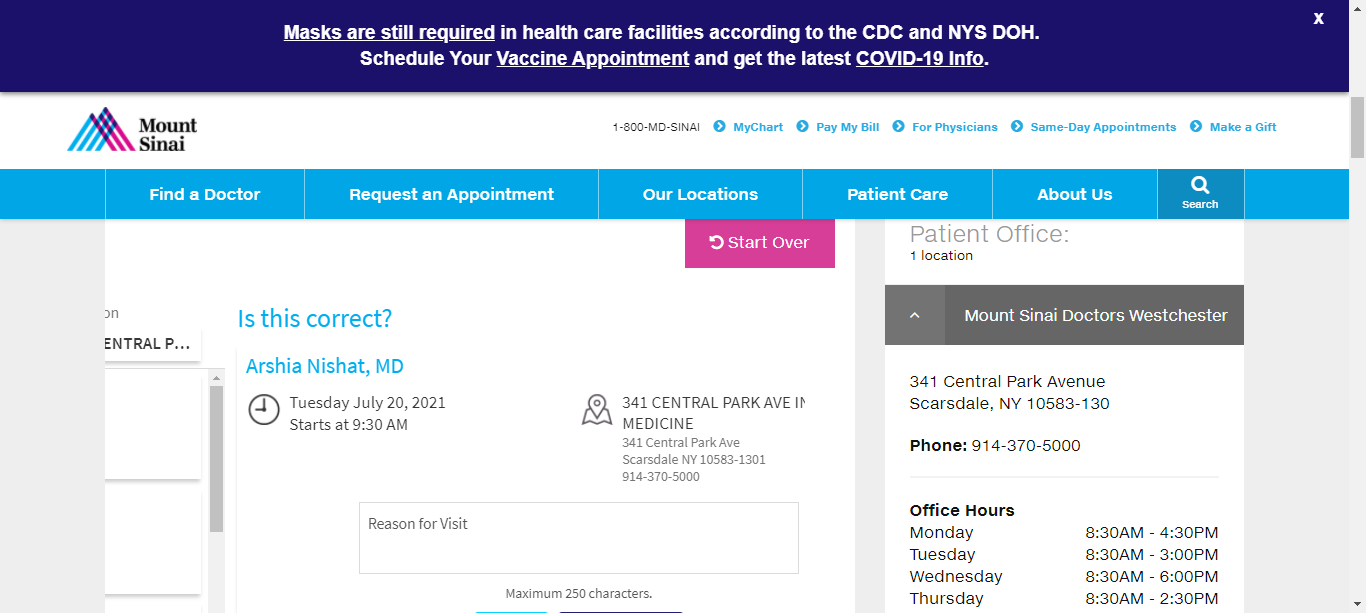 Masks are still required in health care facilities according to the CDC and NYS DOH.
X
Schedule Your Vaccine Appointment and get the latest COVID-19 Info.
Mount
Sinai
1-800-MD-SINAI MyChart Pay My Bill For Physicians Same-Day Appointments Make a Gift
Find a Doctor Request an Appointment Our Locations Patient Care About Us Search
Start Over
on
ENTRAL P...
Is this correct?
Arshia Nishat, MD
Tuesday July 20, 2021
Starts at 9:30 AM
341 CENTRAL PARK AVE IN
MEDICINE
341 Central Park Ave
Scarsdale NY 10583-1301
914-370-5000
Reason for Visit
Maximum 250 characters.
Patient Office:
1 location
Mount Sinai Doctors Westchester
341 Central Park Avenue
Scarsdale, NY 10583-130
Phone: 914-370-5000
Office Hours
Monday 8:30AM - 4:30PM
Tuesday 8:30AM - 3:00PM
Wednesday 8:30AM - 6:00PM
Thursday 8:30AM - 2:30PM